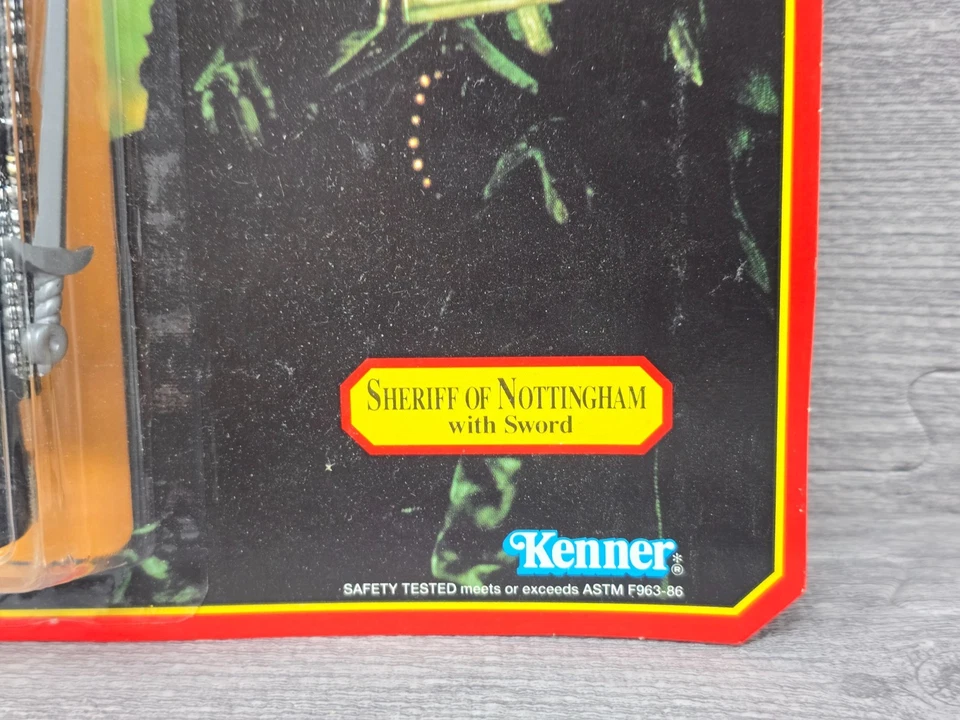 SHERIFF OF NOTTINGHAM
with Sword
Kenner*®
SAFETY TESTED meets or exceeds ASTM F963-86